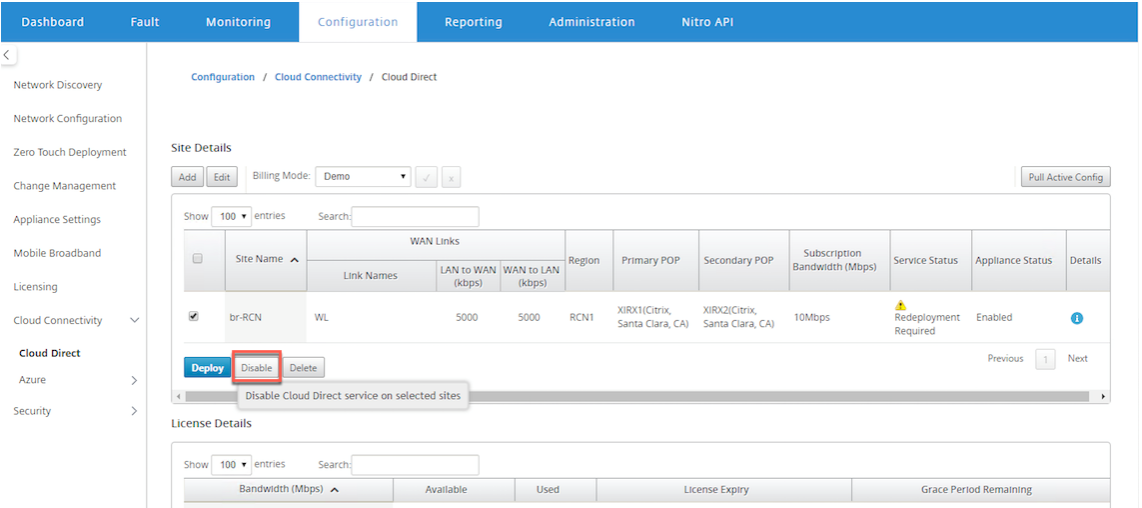 Dashboard Fault Monitoring Configuration Reporting Administration Nitro API
Network Discovery
Network Configuration
Zero Touch Deployment
Change Management
Appliance Settings
Mobile Broadband
Licensing
Cloud Connectivity
Cloud Direct
Azure
Security
Configuration / Cloud Connectivity / Cloud Direct
Site Details
Add Edit Billing Mode: Demo x Pull Active Config
Show 100 entries Search:
Site Name
WAN Links
Link Names
LAN to WAN
(kbps)
WAN to LAN
(kbps)
Region
Primary POP
Secondary POP
Subscription
Bandwidth (Mbps)
Service Status
Appliance Status
Details
br-RCN
WL
5000
5000
RCN1
XIRX1(Citrix,
Santa Clara, CA)
XIRX2(Citrix,
Santa Clara, CA)
10Mbps
Redeployment
Required
Enabled
Deploy Disable Delete
Previous 1 Next
Disable Cloud Direct service on selected sites
License Details
Show 100 entries Search:
Bandwidth (Mbps) Available Used License Expiry Grace Period Remaining